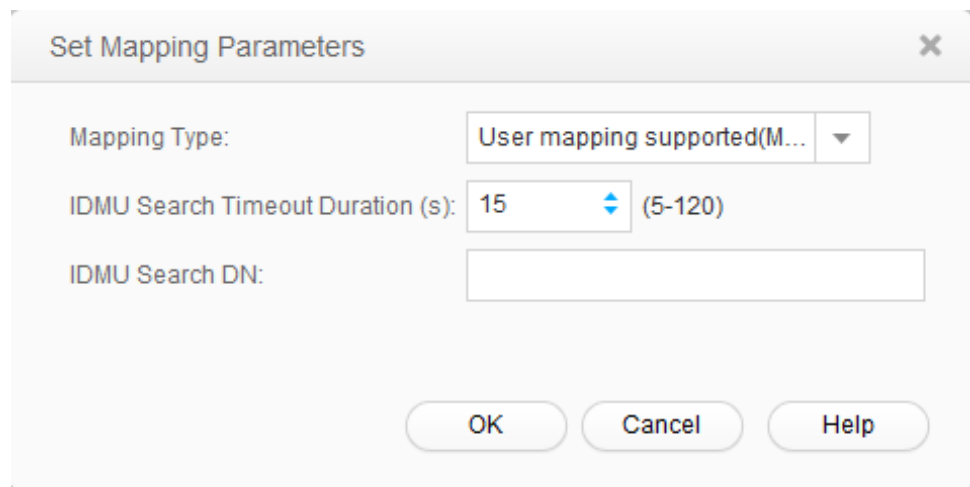 Set Mapping Parameters
Mapping Type: User mapping supported(M...
IDMU Search Timeout Duration (s): 15 (5-120)
IDMU Search DN:
OK Cancel Help